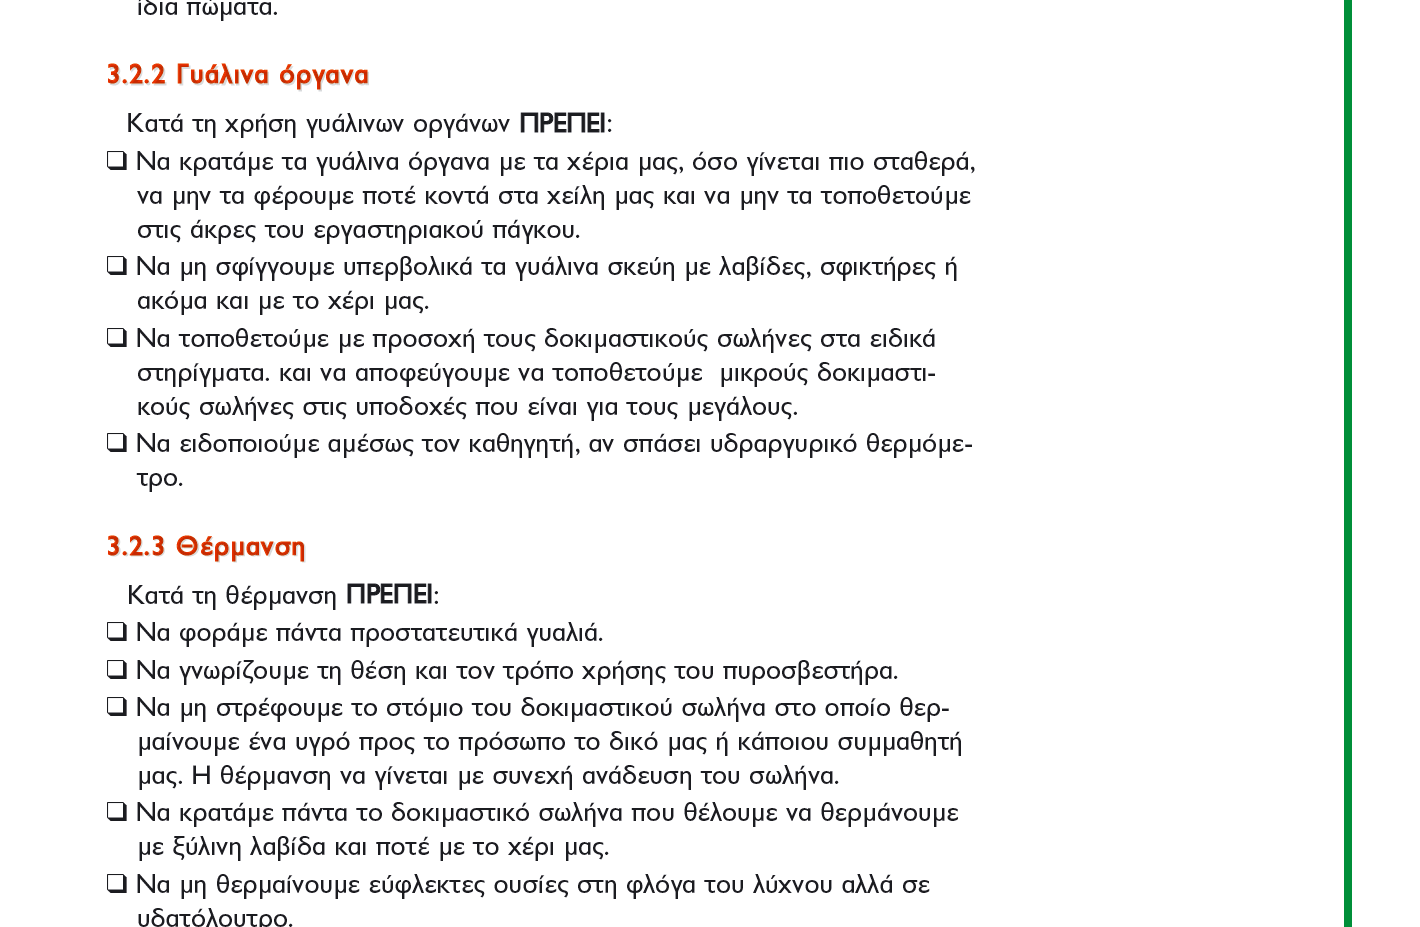 ίδια πώματα.
3.2.2 Γυάλινα όργανα
Κατά τη χρήση γυάλινων οργάνων ΠΡΕΠΕΙ:
❏ Να κρατάμε τα γυάλινα όργανα με τα χέρια μας, όσο γίνεται πιο σταθερά,
να μην τα φέρουμε ποτέ κοντά στα χείλη μας και να μην τα τοποθετούμε
στις άκρες του εργαστηριακού πάγκου.
❏ Να μη σφίγγουμε υπερβολικά τα γυάλινα σκεύη με λαβίδες, σφικτήρες ή
ακόμα και με το χέρι μας.
❏ Να τοποθετούμε με προσοχή τους δοκιμαστικούς σωλήνες στα ειδικά
στηρίγματα. και να αποφεύγουμε να τοποθετούμε  μικρούς δοκιμαστι-
κούς σωλήνες στις υποδοχές που είναι για τους μεγάλους.
❏ Να ειδοποιούμε αμέσως τον καθηγητή, αν σπάσει υδραργυρικό θερμόμε-
τρο.
3.2.3 Θέρμανση
Κατά τη θέρμανση ΠΡΕΠΕΙ:
❏ Να φοράμε πάντα προστατευτικά γυαλιά.
❏ Να γνωρίζουμε τη θέση και τον τρόπο χρήσης του πυροσβεστήρα.
❏ Να μη στρέφουμε το στόμιο του δοκιμαστικού σωλήνα στο οποίο θερ-
μαίνουμε ένα υγρό προς το πρόσωπο το δικό μας ή κάποιου συμμαθητή
μας. Η θέρμανση να γίνεται με συνεχή ανάδευση του σωλήνα.
❏ Να κρατάμε πάντα το δοκιμαστικό σωλήνα που θέλουμε να θερμάνουμε
με ξύλινη λαβίδα και ποτέ με το χέρι μας.
❏ Να μη θερμαίνουμε εύφλεκτες ουσίες στη φλόγα του λύχνου αλλά σε
υδατόλουτρο.